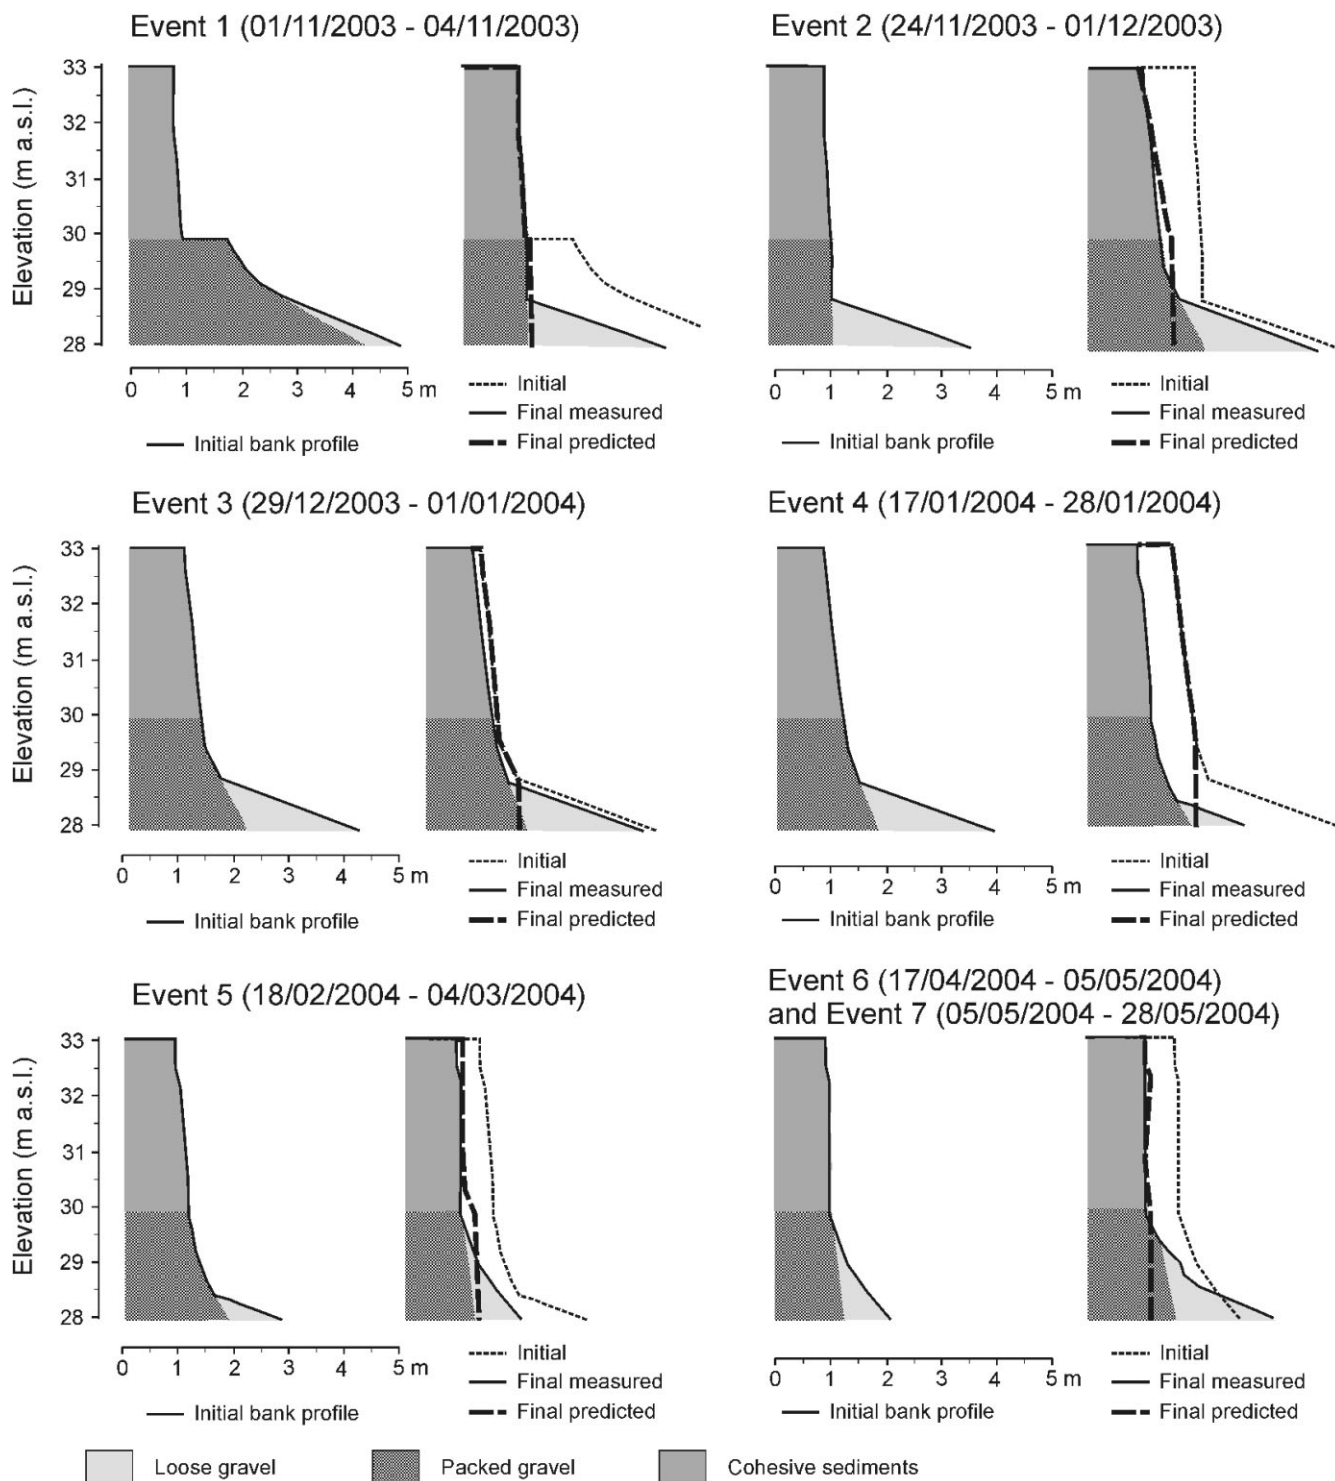 Event 1 (01/11/2003 - 04/11/2003)
Event 2 (24/11/2003 - 01/12/2003)
Elevation (m a.s.l.)
33
32
31
30
29
28
0 1 2 3 4 5 m
Initial bank profile
Initial
Final measured
Final predicted
0 1 2 3 4 5 m
Initial bank profile
Initial
Final measured
Final predicted
Event 3 (29/12/2003 - 01/01/2004)
Event 4 (17/01/2004 - 28/01/2004)
Elevation (m a.s.l.)
33
32
31
30
29
28
0 1 2 3 4 5 m
Initial bank profile
Initial
Final measured
Final predicted
0 1 2 3 4 5 m
Initial bank profile
Initial
Final measured
Final predicted
Event 5 (18/02/2004 - 04/03/2004)
Event 6 (17/04/2004 - 05/05/2004)
and Event 7 (05/05/2004 - 28/05/2004)
Elevation (m a.s.l.)
33
32
31
30
29
28
0 1 2 3 4 5 m
Initial bank profile
Initial
Final measured
Final predicted
0 1 2 3 4 5 m
Initial bank profile
Initial
Final measured
Final predicted
Loose gravel
Packed gravel
Cohesive sediments